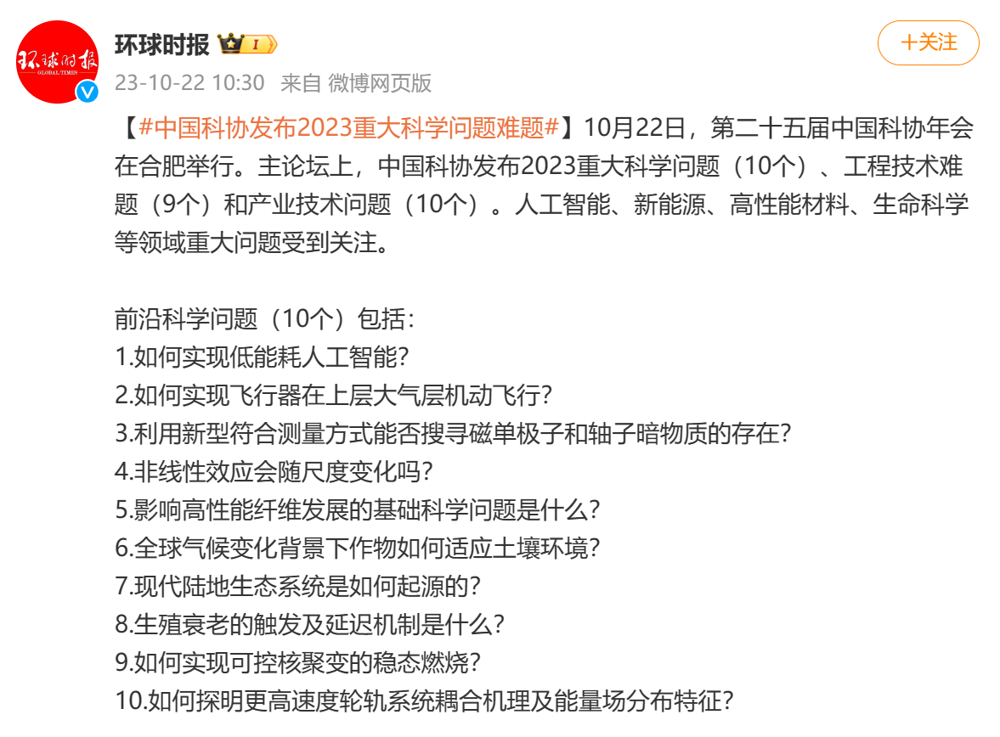 环球时报
GLOBAL TIMES
环球时报
I
+关注
23-10-22 10:30 来自 微博网页版
【#中国科协发布2023重大科学问题难题#】10月22日，第二十五届中国科协年会
在合肥举行。主论坛上，中国科协发布2023重大科学问题（10个）、工程技术难
题（9个）和产业技术问题（10个）。人工智能、新能源、高性能材料、生命科学
等领域重大问题受到关注。
前沿科学问题（10个）包括：
1.如何实现低能耗人工智能？
2.如何实现飞行器在上层大气层机动飞行？
3.利用新型符合测量方式能否搜寻磁单极子和轴子暗物质的存在？
4.非线性效应会随尺度变化吗？
5.影响高性能纤维发展的基础科学问题是什么？
6.全球气候变化背景下作物如何适应土壤环境？
7.现代陆地生态系统是如何起源的？
8.生殖衰老的触发及延迟机制是什么？
9.如何实现可控核聚变的稳态燃烧？
10.如何探明更高速度轮轨系统耦合机理及能量场分布特征？